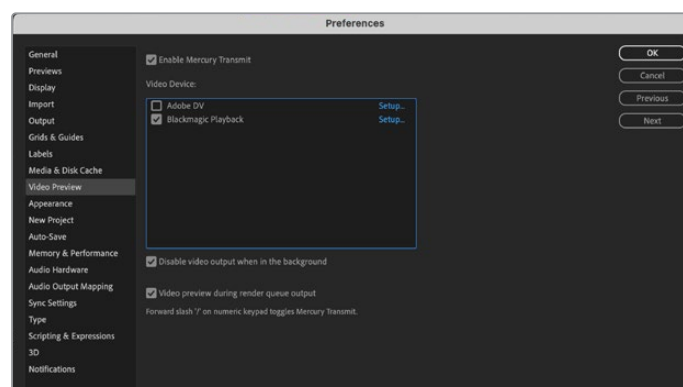 Preferences
General
Previews
Display
Import
Output
Grids & Guides
Labels
Media & Disk Cache
Video Preview
Appearance
New Project
Auto-Save
Memory & Performance
Audio Hardware
Audio Output Mapping
Sync Settings
Type
Scripting & Expressions
3D
Notifications
Enable Mercury Transmit
Video Device:
Adobe DV Setup...
Blackmagic Playback Setup...
Disable video output when in the background
Video preview during render queue output
Forward slash '/' on numeric keypad toggles Mercury Transmit.
OK
Cancel
Previous
Next